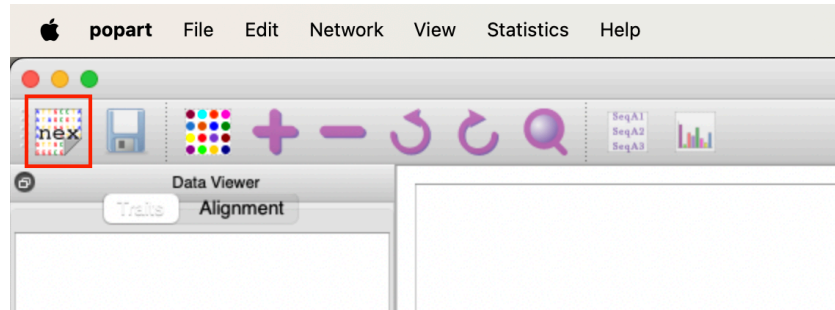 popart File Edit Network View Statistics Help
nex
SeqA1
SeqA2
SeqA3
Data Viewer
Traits Alignment